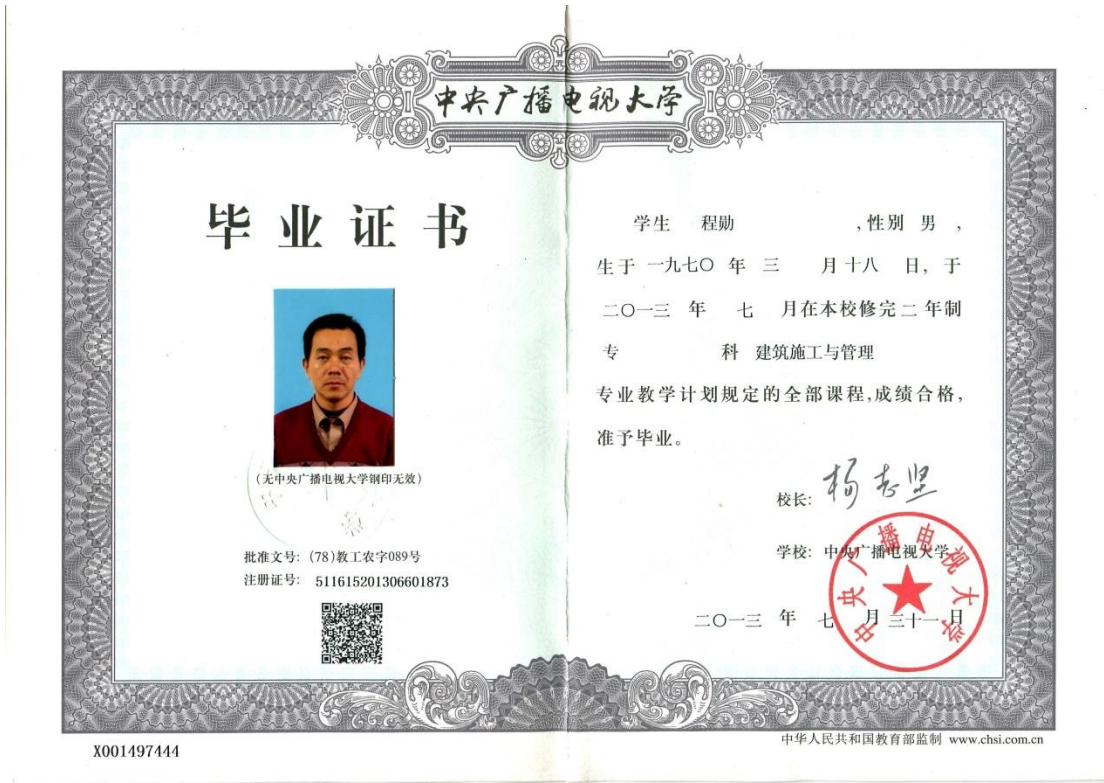 中央广播电视大学
毕业证书
(无中央广播电视大学钢印无效)
批准文号: (78)教工农字089号
注册证号: 511615201306601873
X001497444
学生 程勋 ,性别 男 ,
生于 一九七〇 年 三 月 十八 日, 于
二〇一三 年 七 月在本校修完 二 年制
专 科 建筑施工与管理
专业教学计划规定的全部课程,成绩合格,
准予毕业。
校长: 杨志坚
学校: 中央广播电视大学
中央广播电视大学
二〇一三 年 七 月 三十一 日
中华人民共和国教育部监制 www.chsi.com.cn